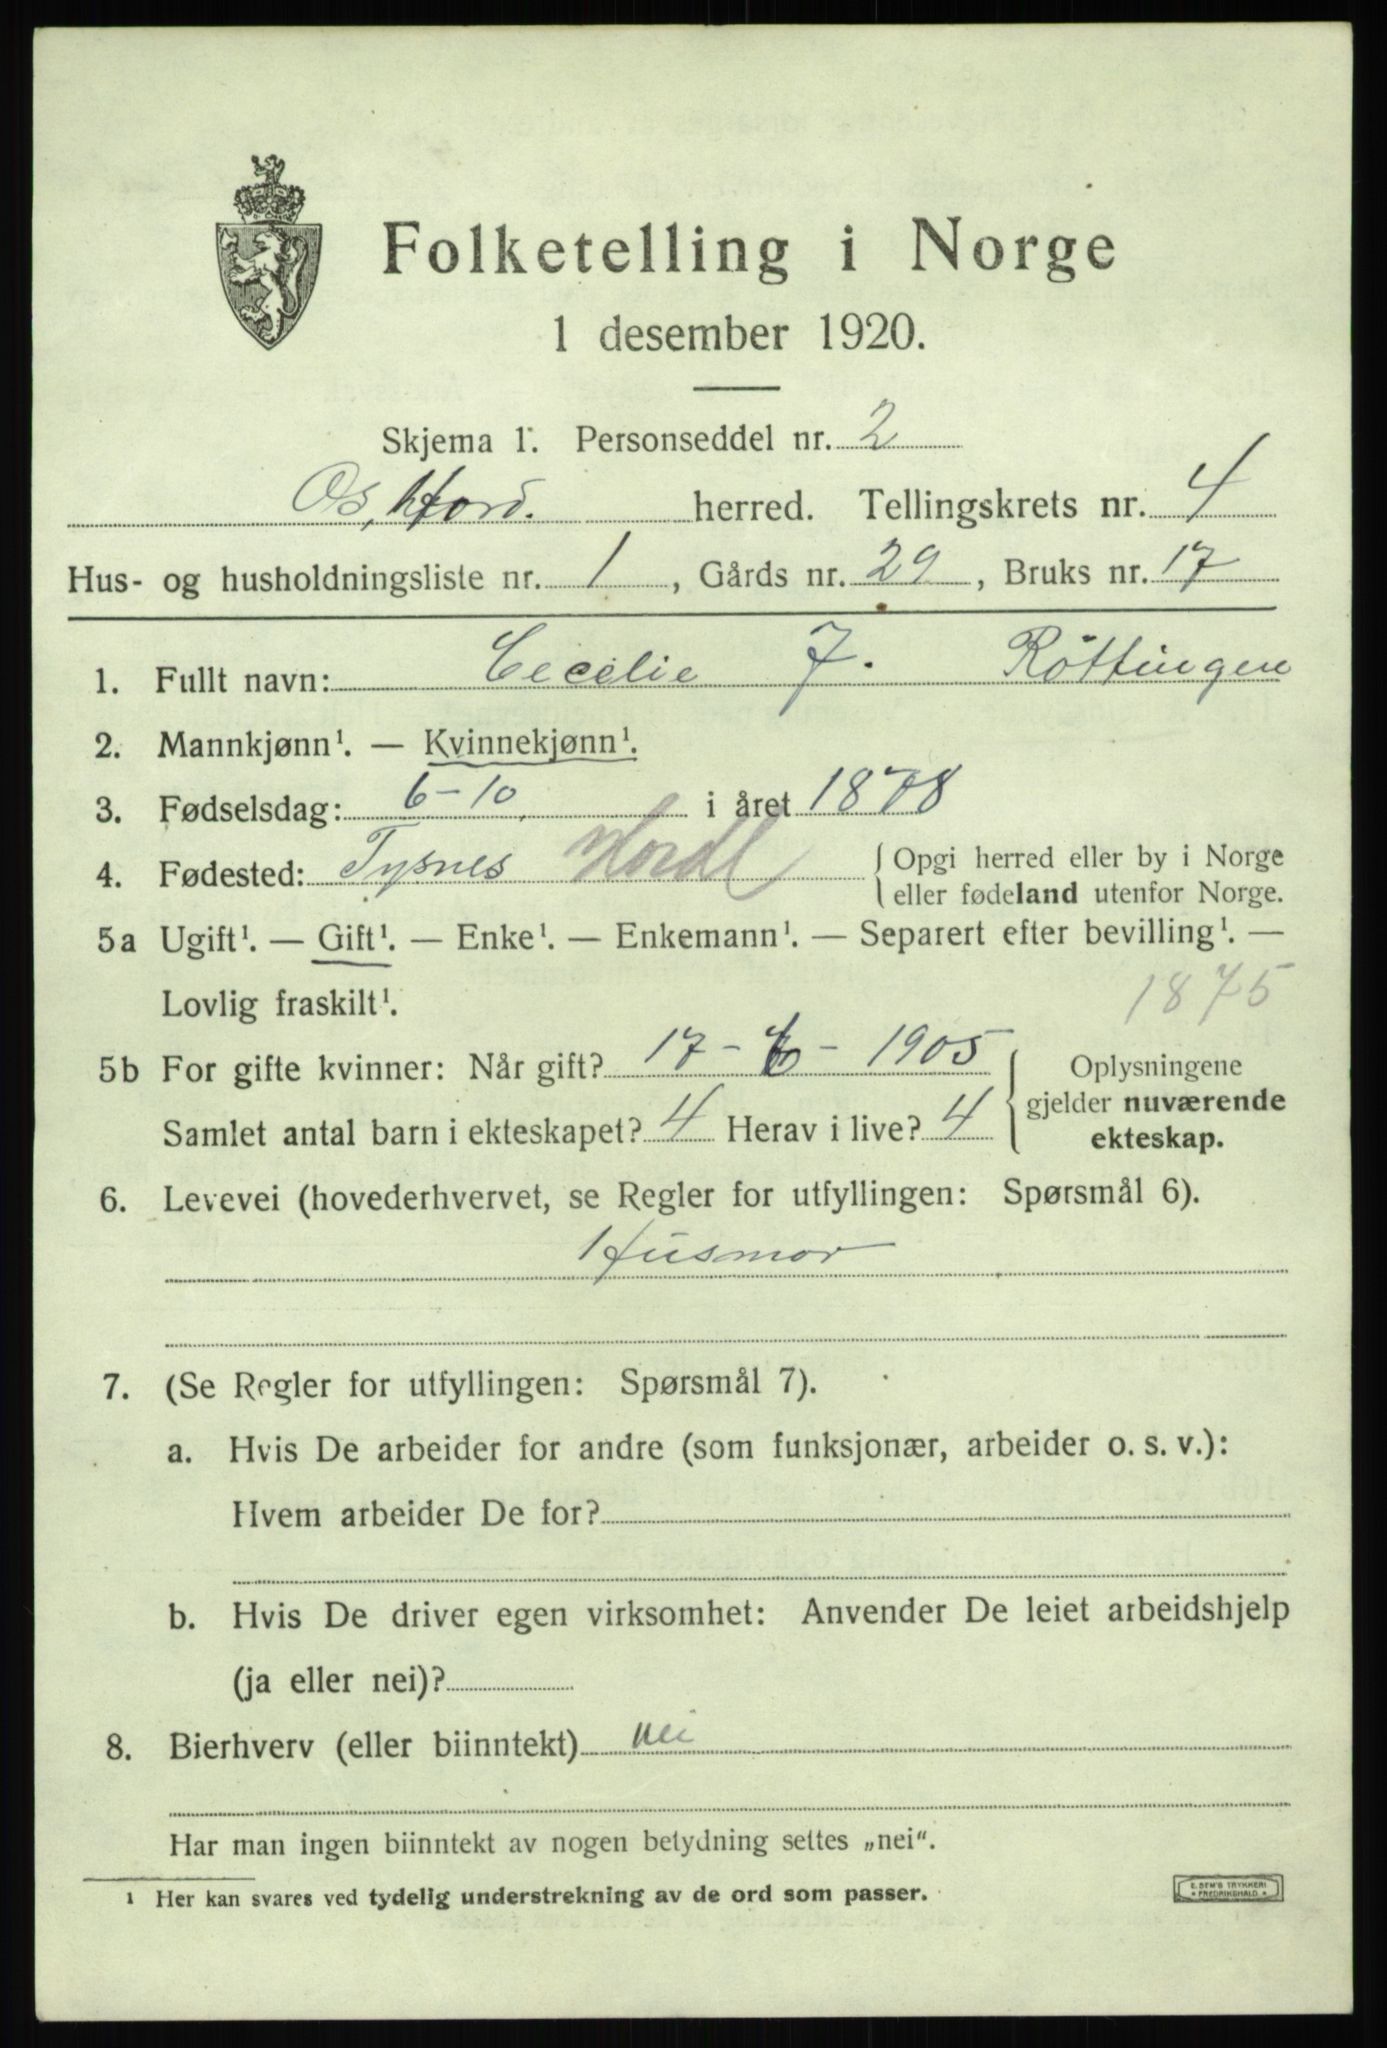 Folketelling i Norge
1 desember 1920.
Skjema 1. Personseddel nr. 2
Os, Hord. herred. Tellingskrets nr. 4
Hus- og husholdningsliste nr. 1, Gårds nr. 29, Bruks nr. 17
1. Fullt navn: Cecelie J. Röttingen
2. Mannkjønn¹. — Kvinnekjønn¹.
3. Fødselsdag: 6-10, i året 1878
4. Fødested: Tysnes Hordl { Opgi herred eller by i Norge
eller fødeland utenfor Norge.
5a Ugift¹. — Gift¹. — Enke¹. — Enkemann¹. — Separert efter bevilling¹. —
Lovlig fraskilt¹. 1875
5b For gifte kvinner: Når gift? 17 - 6 - 1905 { Oplysningene
gjelder nuværende
Samlet antal barn i ekteskapet? 4 Herav i live? 4
ekteskap.
6. Levevei (hovederhvervet, se Regler for utfyllingen: Spørsmål 6).
Husmor
7. (Se Regler for utfyllingen: Spørsmål 7).
a. Hvis De arbeider for andre (som funksjonær, arbeider o. s. v.):
Hvem arbeider De for?
b. Hvis De driver egen virksomhet: Anvender De leiet arbeidshjelp
(ja eller nei)?
8. Bierhverv (eller biinntekt) nei
Har man ingen biinntekt av nogen betydning settes „nei“.
¹ Her kan svares ved tydelig understrekning av de ord som passer.
E. SEM'S TRYKKERI
FREDRIKSHALD